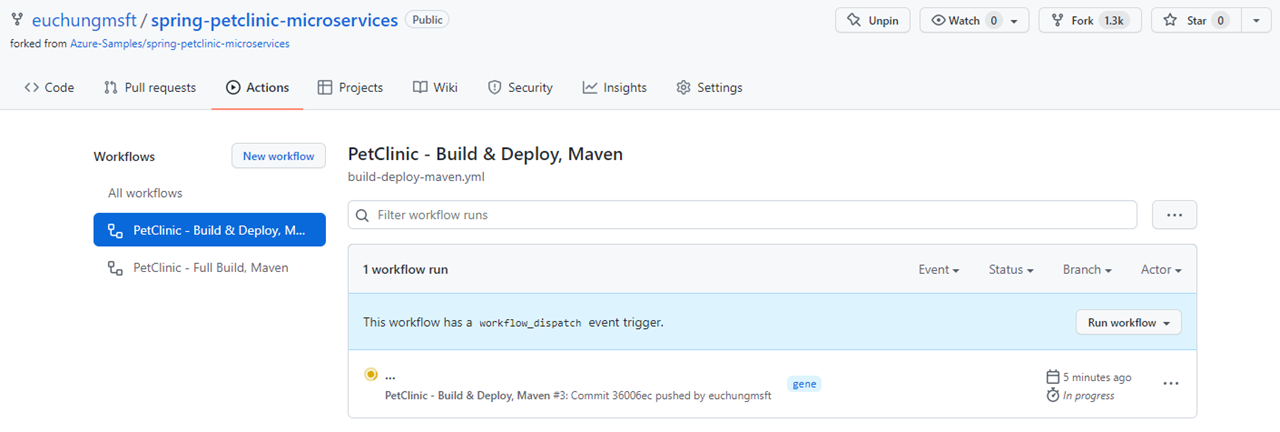 euchungmsft / spring-petclinic-microservices Public Unpin Watch 0 Fork 1.3k Star 0
forked from Azure-Samples/spring-petclinic-microservices
Code Pull requests Actions Projects Wiki Security Insights Settings
Workflows New workflow
All workflows
PetClinic - Build & Deploy, M...
PetClinic - Full Build, Maven
PetClinic - Build & Deploy, Maven
build-deploy-maven.yml
Filter workflow runs ...
1 workflow run Event Status Branch Actor
This workflow has a workflow_dispatch event trigger. Run workflow
...
PetClinic - Build & Deploy, Maven #3: Commit 36006ec pushed by euchungmsft
gene
5 minutes ago
In progress
...